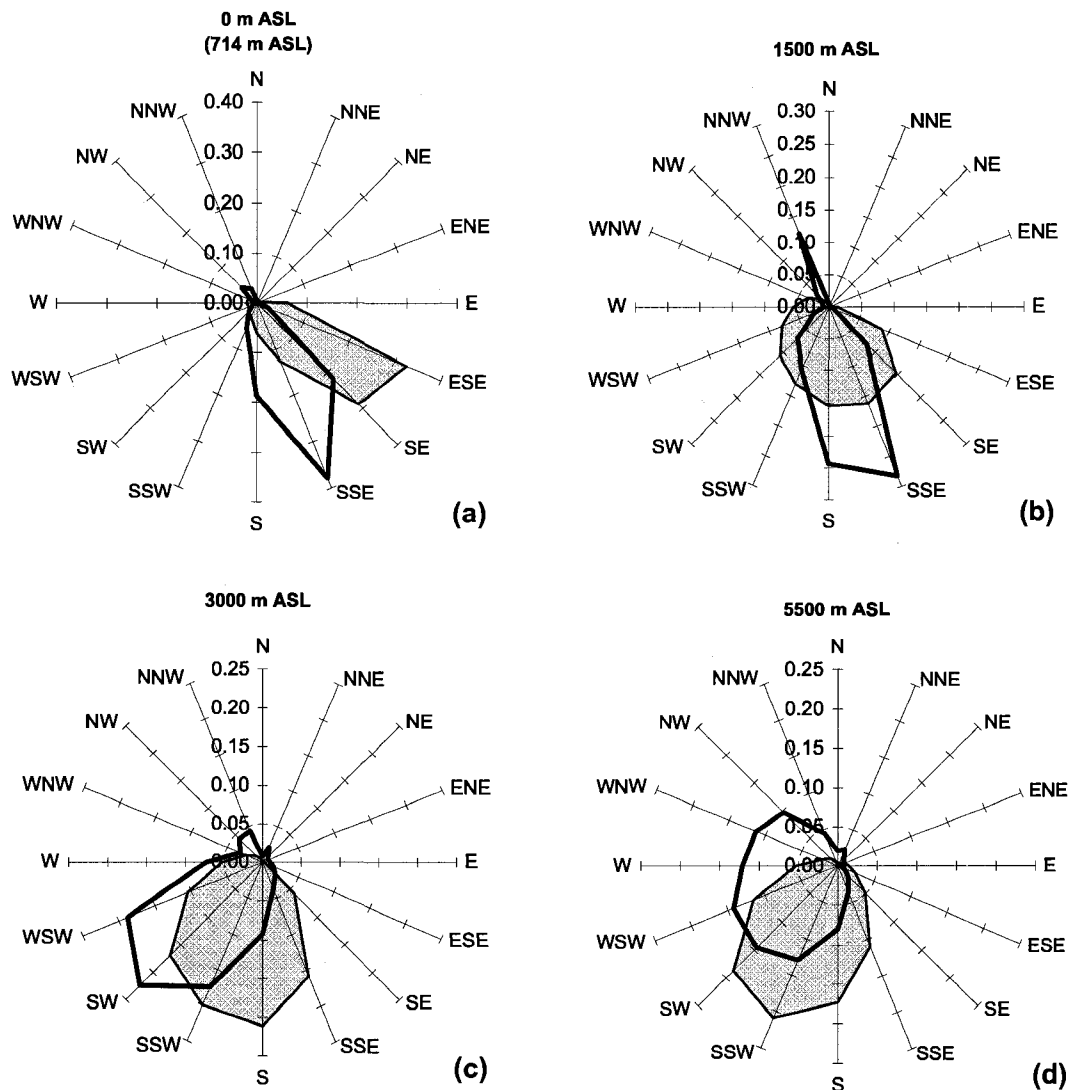 0 m ASL
(714 m ASL)
N
0.40
0.30
0.20
0.10
0.00
NNW
NNE
NW
NE
WNW
ENE
W
E
WSW
ESE
SW
SE
SSW
SSE
S
(a)
1500 m ASL
N
0.30
0.25
0.20
0.15
0.10
0.05
0.00
NNW
NNE
NW
NE
WNW
ENE
W
E
WSW
ESE
SW
SE
SSW
SSE
S
(b)
3000 m ASL
N
0.25
0.20
0.15
0.10
0.05
0.00
NNW
NNE
NW
NE
WNW
ENE
W
E
WSW
ESE
SW
SE
SSW
SSE
S
(c)
5500 m ASL
N
0.25
0.20
0.15
0.10
0.05
0.00
NNW
NNE
NW
NE
WNW
ENE
W
E
WSW
ESE
SW
SE
SSW
SSE
S
(d)